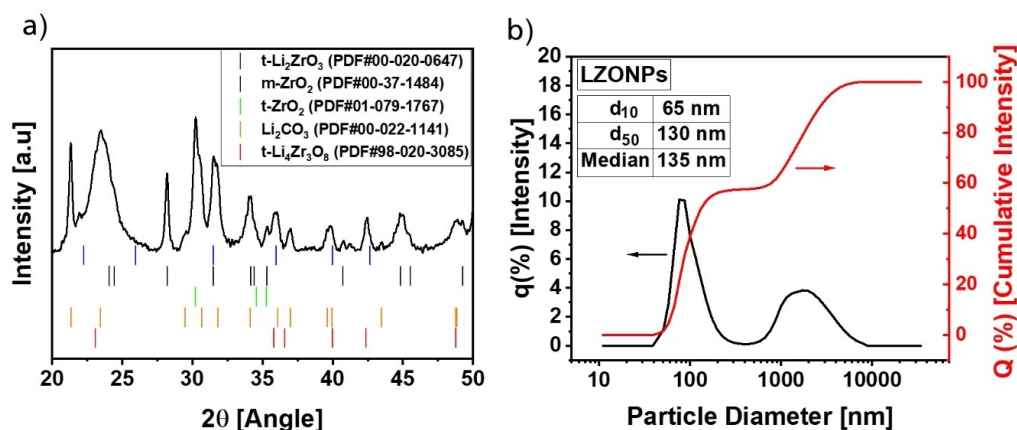 a)
Intensity [a.u]
t-Li₂ZrO₃ (PDF#00-020-0647)
m-ZrO₂ (PDF#00-37-1484)
t-ZrO₂ (PDF#01-079-1767)
Li₂CO₃ (PDF#00-022-1141)
t-Li₄Zr₃O₈ (PDF#98-020-3085)
20 25 30 35 40 45 50
2θ [Angle]
b)
q(%) [Intensity]
20
18
16
14
12
10
8
6
4
2
0
LZONPs
d₁₀ 65 nm
d₅₀ 130 nm
Median 135 nm
100
80
60
40
20
0
Q (%) [Cumulative Intensity]
10 100 1000 10000
Particle Diameter [nm]